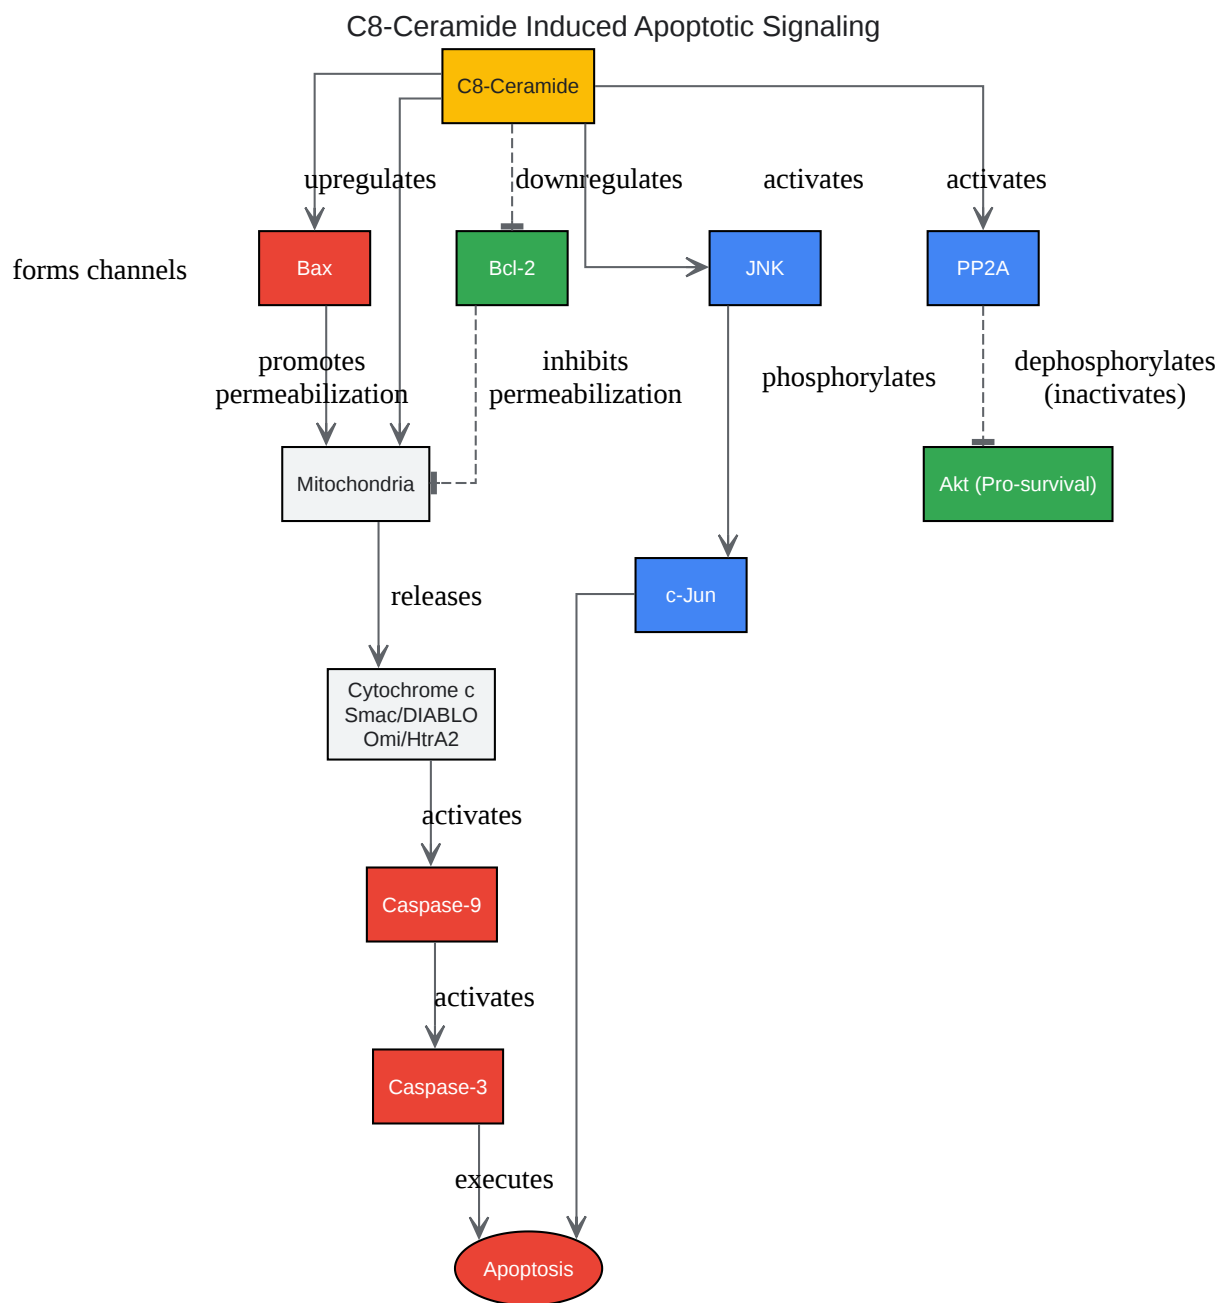 C8-Ceramide Induced Apoptotic Signaling
C8-Ceramide
upregulates
downregulates
activates
activates
forms channels
Bax
Bcl-2
JNK
PP2A
promotes
permeabilization
inhibits
permeabilization
phosphorylates
dephosphorylates
(inactivates)
Mitochondria
Akt (Pro-survival)
releases
c-Jun
Cytochrome c
Smac/DIABLO
Omi/HtrA2
activates
Caspase-9
activates
Caspase-3
executes
Apoptosis